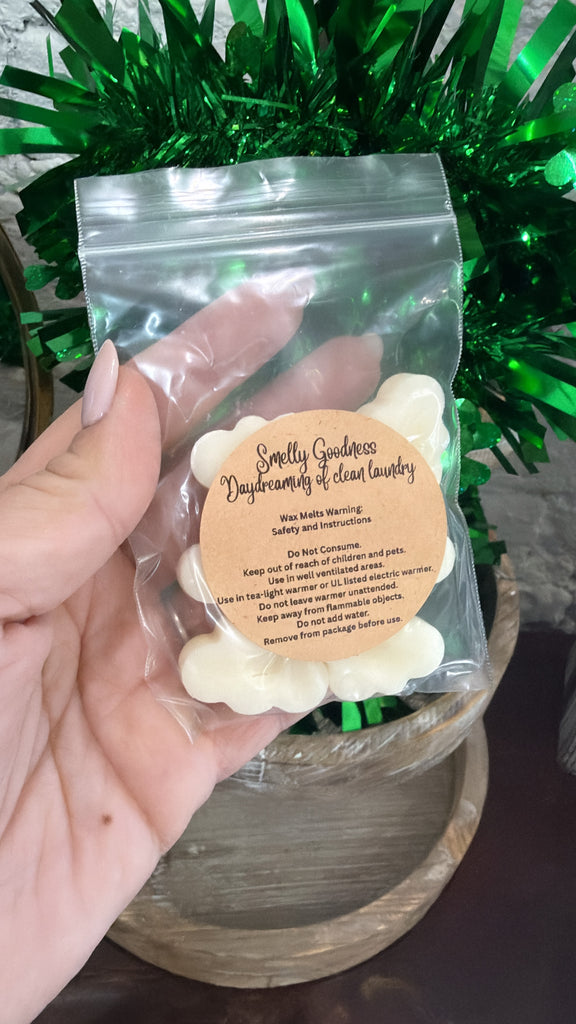 Smelly Goodness
Daydreaming of clean laundry
Wax Melts Warning:
Safety and Instructions
Do Not Consume.
Keep out of reach of children and pets.
Use in well ventilated areas.
Use in tea-light warmer or UL listed electric warmer.
Do not leave warmer unattended.
Keep away from flammable objects.
Do not add water.
Remove from package before use.